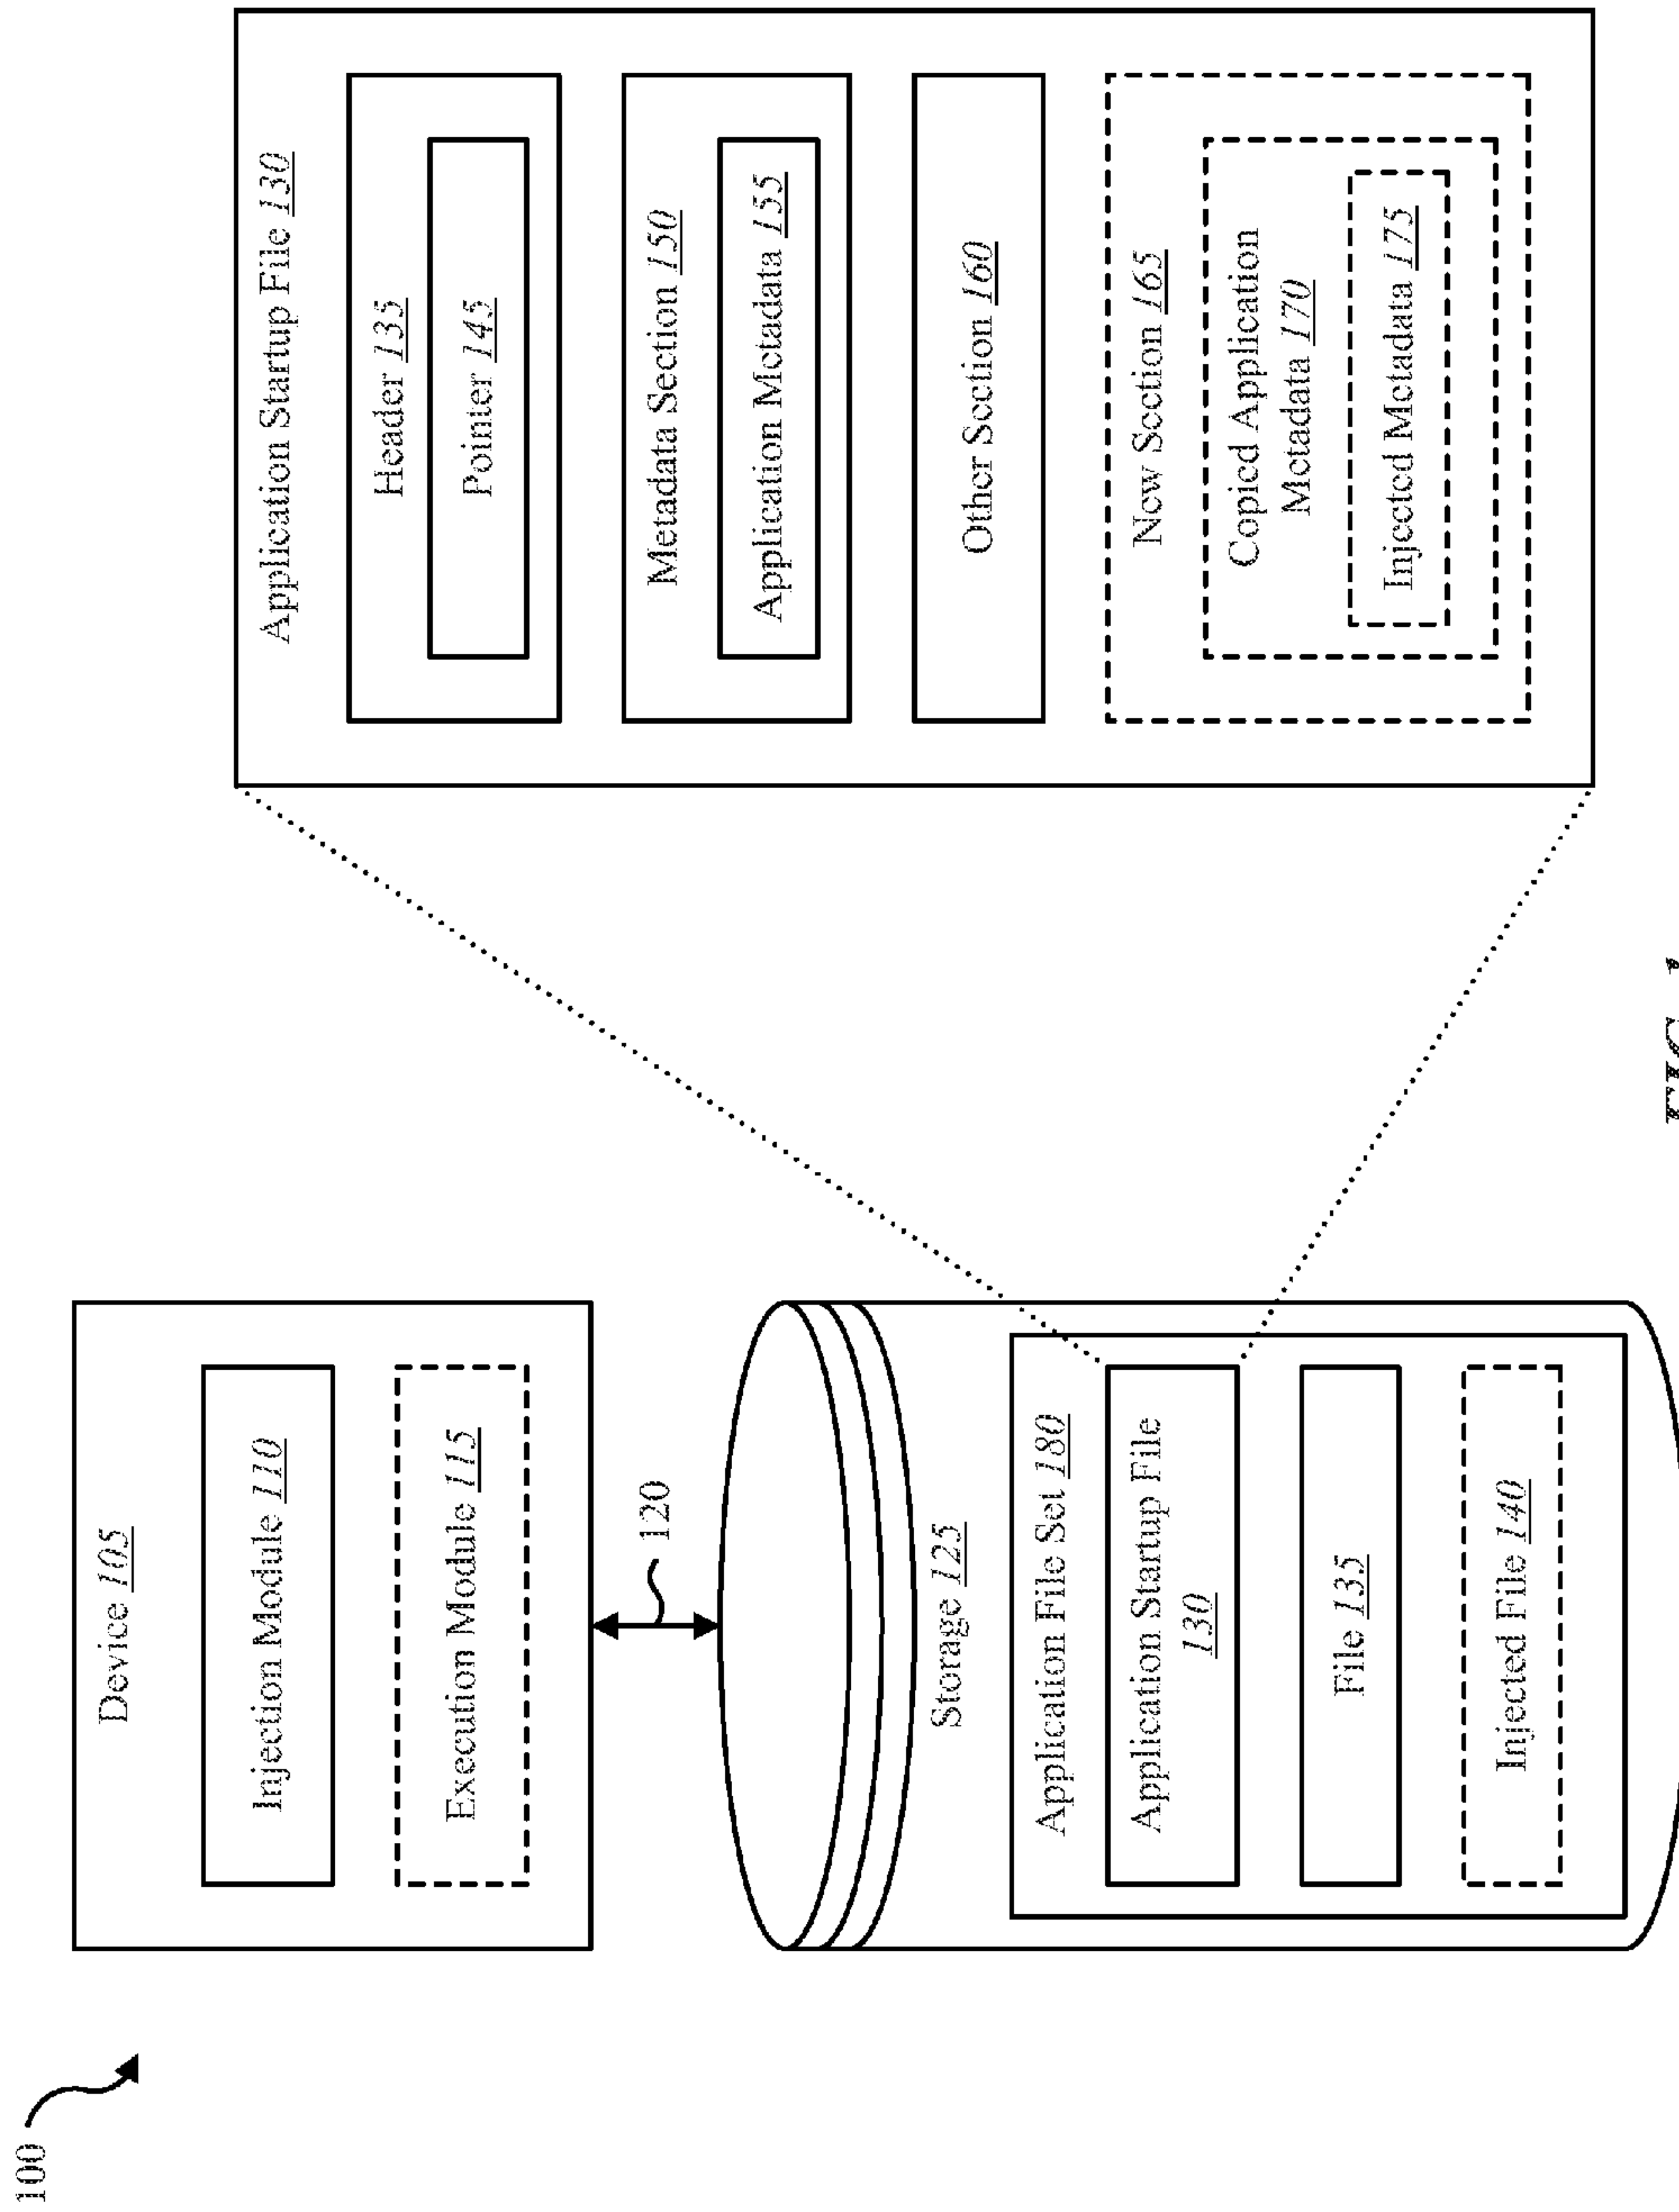 100
Device 105
Injection Module 110
Execution Module 115
120
Storage 125
Application File Set 180
Application Startup File
130
File 135
Injected File 140
Application Startup File 130
Header 135
Pointer 145
Metadata Section 150
Application Metadata 155
Other Section 160
New Section 165
Copied Application
Metadata 170
Injected Metadata 175